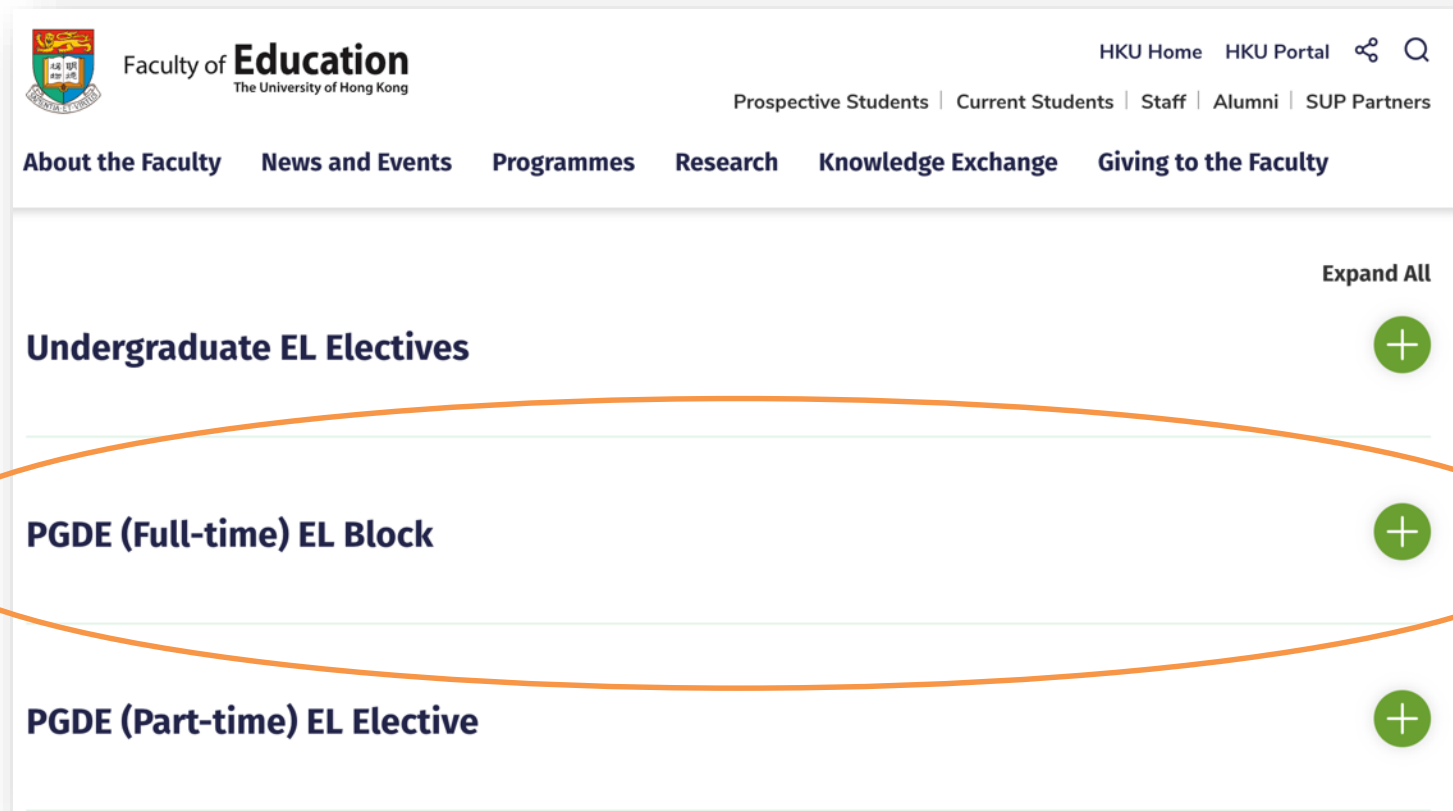 Faculty of Education
The University of Hong Kong
HKU Home HKU Portal
Prospective Students | Current Students | Staff | Alumni | SUP Partners
About the Faculty News and Events Programmes Research Knowledge Exchange Giving to the Faculty
Expand All
Undergraduate EL Electives
PGDE (Full-time) EL Block
PGDE (Part-time) EL Elective